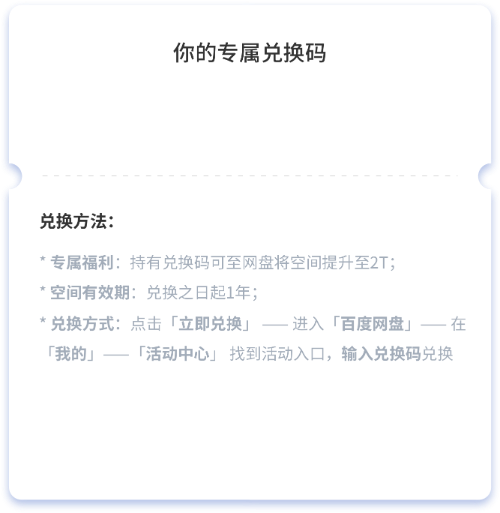 你的专属兑换码
兑换方法：
* 专属福利：持有兑换码可至网盘将空间提升至2T；
* 空间有效期：兑换之日起1年；
* 兑换方式：点击「立即兑换」 —— 进入「百度网盘」—— 在
「我的」——「活动中心」 找到活动入口，输入兑换码兑换